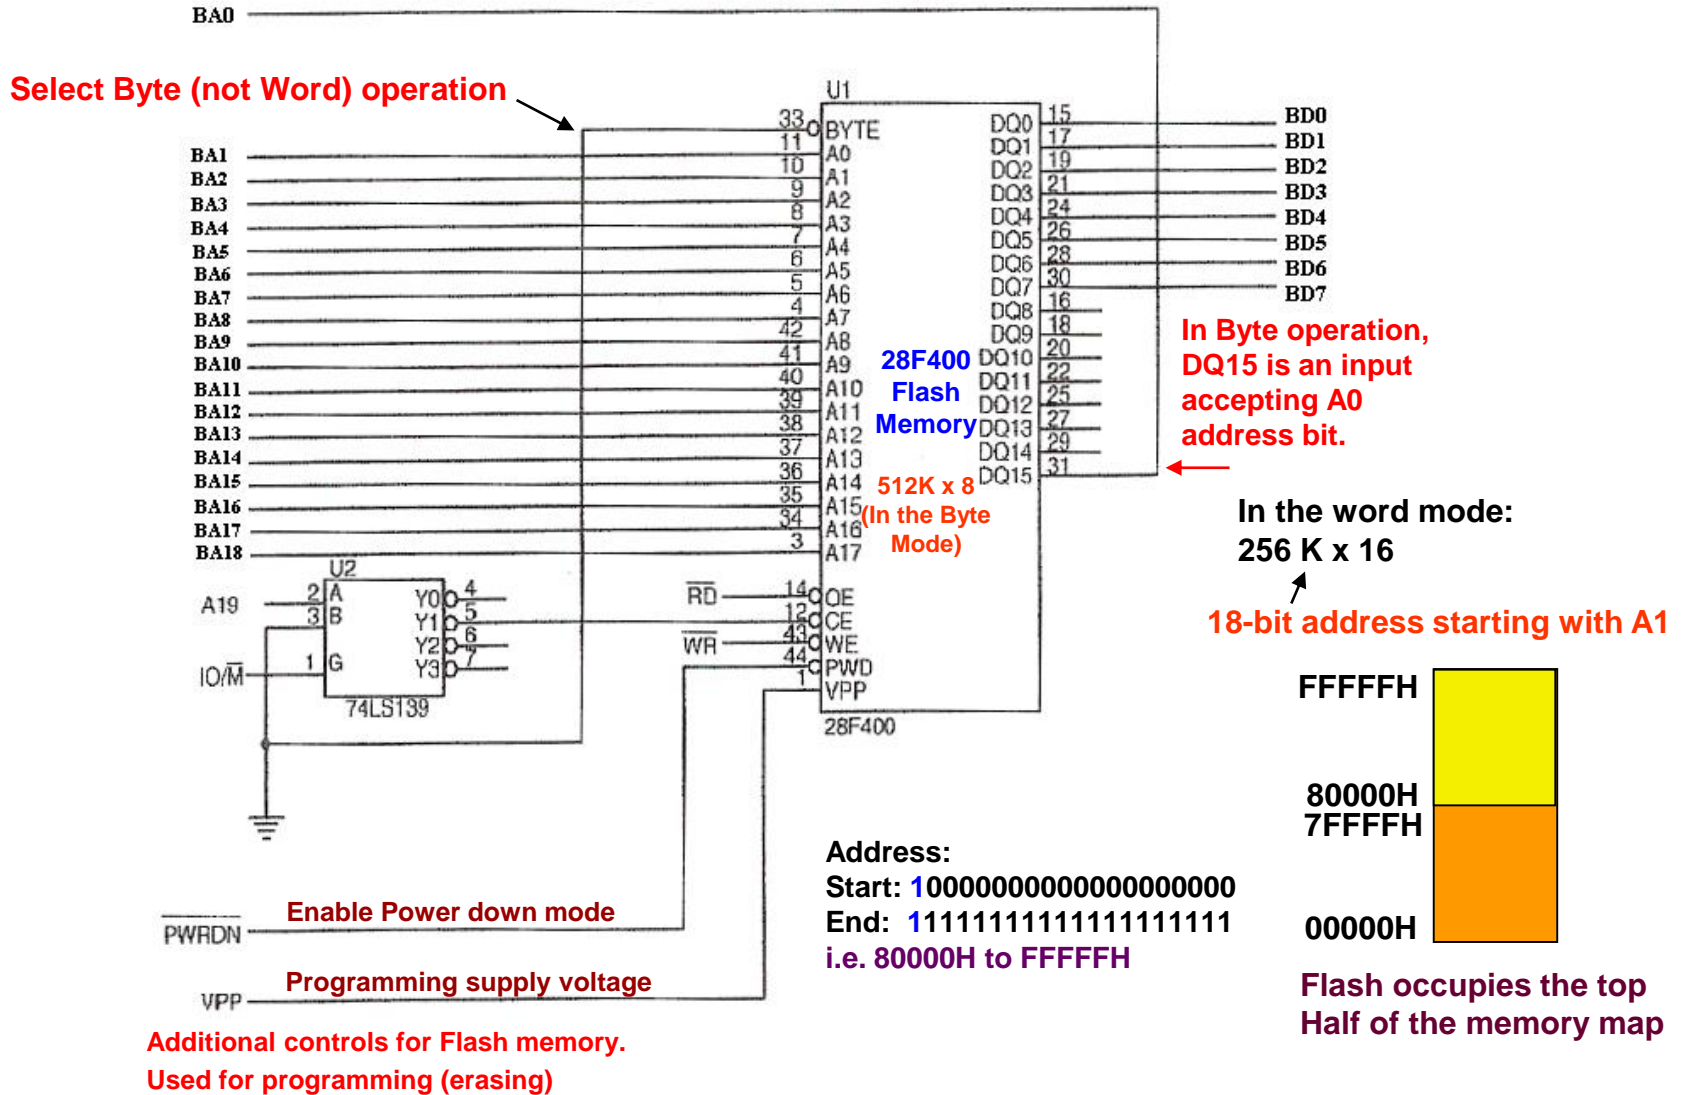 BA0
Select Byte (not Word) operation
U1
33 BYTE DQ0 15 BD0
BA1 11 A0 DQ1 17 BD1
BA2 10 A1 DQ2 19 BD2
BA3 9 A2 DQ3 21 BD3
BA4 8 A3 DQ4 24 BD4
BA5 7 A4 DQ5 26 BD5
BA6 6 A5 DQ6 28 BD6
BA7 5 A6 DQ7 30 BD7
BA8 4 A7 DQ8 16
BA9 42 A8 DQ9 18
BA10 41 A9 DQ10 20
BA11 40 A10 DQ11 22
BA12 39 A11 DQ12 25
BA13 38 A12 DQ13 27
BA14 37 A13 DQ14 29
BA15 36 A14 DQ15 31
BA16 35 A15
BA17 34 A16
BA18 3 A17
28F400
Flash
Memory
512K x 8
(In the Byte
Mode)
In Byte operation,
DQ15 is an input
accepting A0
address bit.
In the word mode:
256 K x 16
18-bit address starting with A1
U2
A19 2 A Y0 4
3 B Y1 5
Y2 6
IO/M̅ 1 G Y3 7
74LS139
R̅D̅ 14 OE
12 CE
W̅R̅ 43 WE
44 PWD
1 VPP
28F400
FFFFFH
80000H
7FFFFH
00000H
Address:
Start: 10000000000000000000
End: 11111111111111111111
i.e. 80000H to FFFFFH
Flash occupies the top
Half of the memory map
P̅W̅R̅D̅N̅ Enable Power down mode
VPP Programming supply voltage
Additional controls for Flash memory.
Used for programming (erasing)